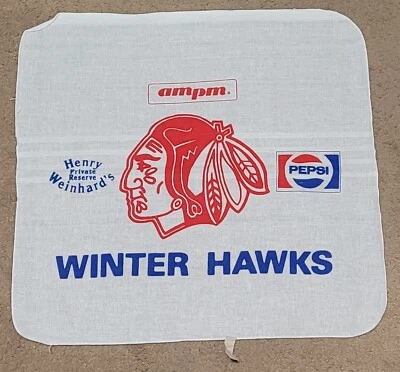 ampm®
Henry
Private
Reserve
Weinhard's
PEPSI
WINTER HAWKS